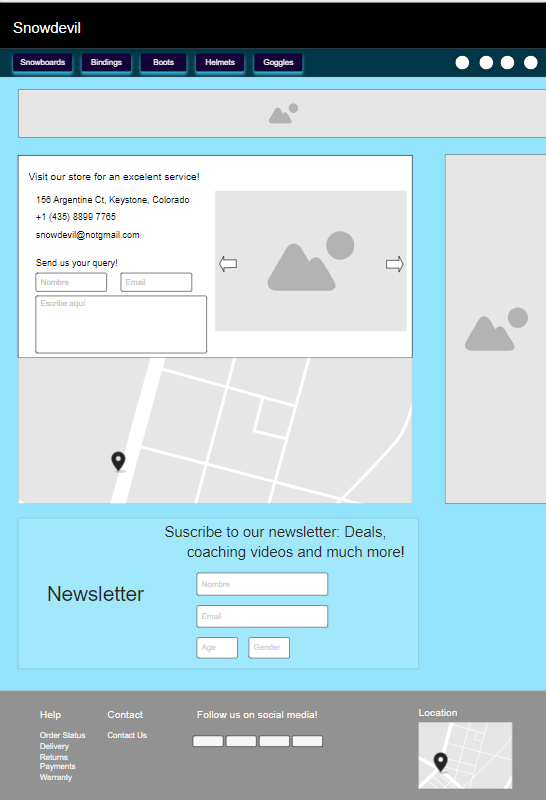 Snowdevil
Snowboards
Bindings
Boots
Helmets
Goggles
Visit our store for an excelent service!
156 Argentine Ct, Keystone, Colorado
+1 (435) 8899 7765
snowdevil@notgmail.com
Send us your query!
Nombre
Email
Escribe aquí
Suscribe to our newsletter: Deals,
coaching videos and much more!
Newsletter
Nombre
Email
Age
Gender
Help
Order Status
Delivery
Returns
Payments
Warranly
Contact
Contact Us
Follow us on social media!
Location